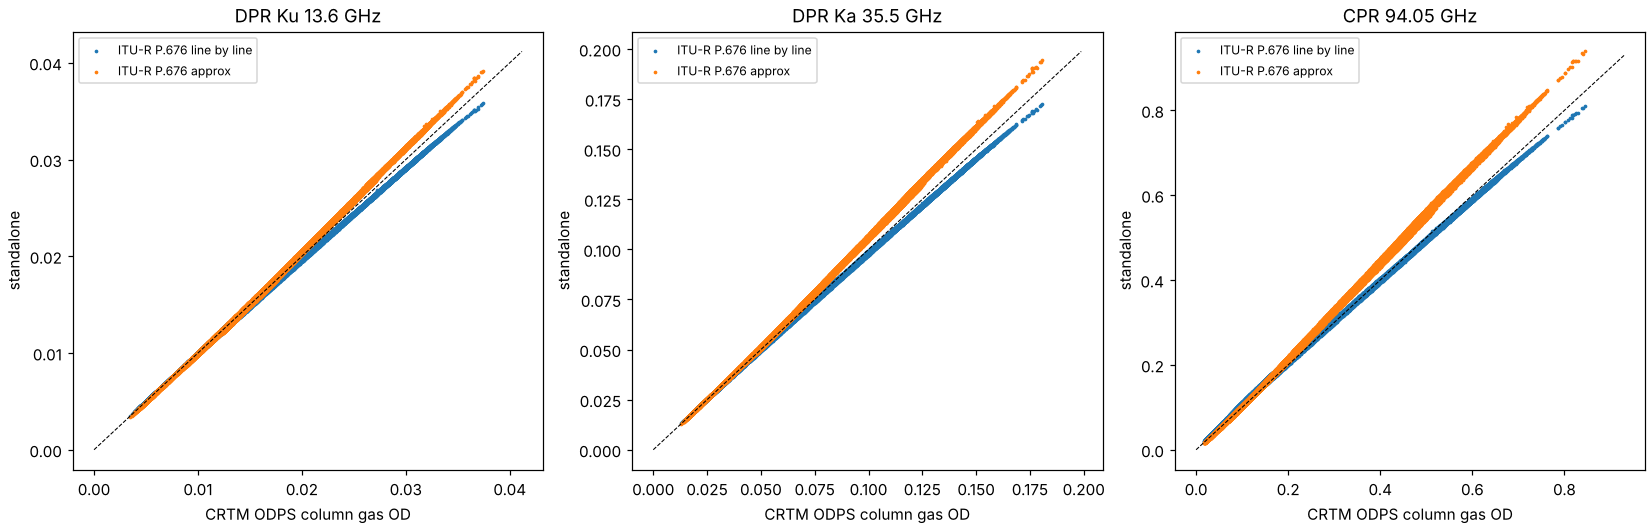 DPR Ku 13.6 GHz
ITU-R P.676 line by line
ITU-R P.676 approx
0.04
0.03
0.02
0.01
0.00
standalone
0.00 0.01 0.02 0.03 0.04
CRTM ODPS column gas OD
DPR Ka 35.5 GHz
ITU-R P.676 line by line
ITU-R P.676 approx
0.200
0.175
0.150
0.125
0.100
0.075
0.050
0.025
0.000
standalone
0.000 0.025 0.050 0.075 0.100 0.125 0.150 0.175 0.200
CRTM ODPS column gas OD
CPR 94.05 GHz
ITU-R P.676 line by line
ITU-R P.676 approx
0.8
0.6
0.4
0.2
0.0
standalone
0.0 0.2 0.4 0.6 0.8
CRTM ODPS column gas OD